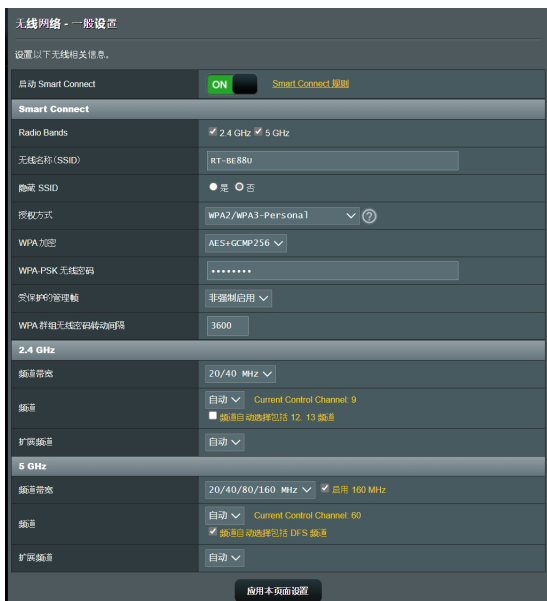 无线网络 - 一般设置
设置以下无线相关信息。
启动 Smart Connect ON Smart Connect 规则
Smart Connect
Radio Bands 2.4 GHz 5 GHz
无线名称(SSID) RT-BE88U
隐藏 SSID 是 否
授权方式 WPA2/WPA3-Personal ?
WPA 加密 AES+GCMP256
WPA-PSK 无线密码 ••••••••
受保护的管理帧 非强制启用
WPA 群组无线密码转动间隔 3600
2.4 GHz
频道带宽 20/40 MHz
频道 自动 Current Control Channel: 9
频道自动选择包括 12. 13 频道
扩展频道 自动
5 GHz
频道带宽 20/40/80/160 MHz 启用 160 MHz
频道 自动 Current Control Channel: 60
频道自动选择包括 DFS 频道
扩展频道 自动
应用本页面设置